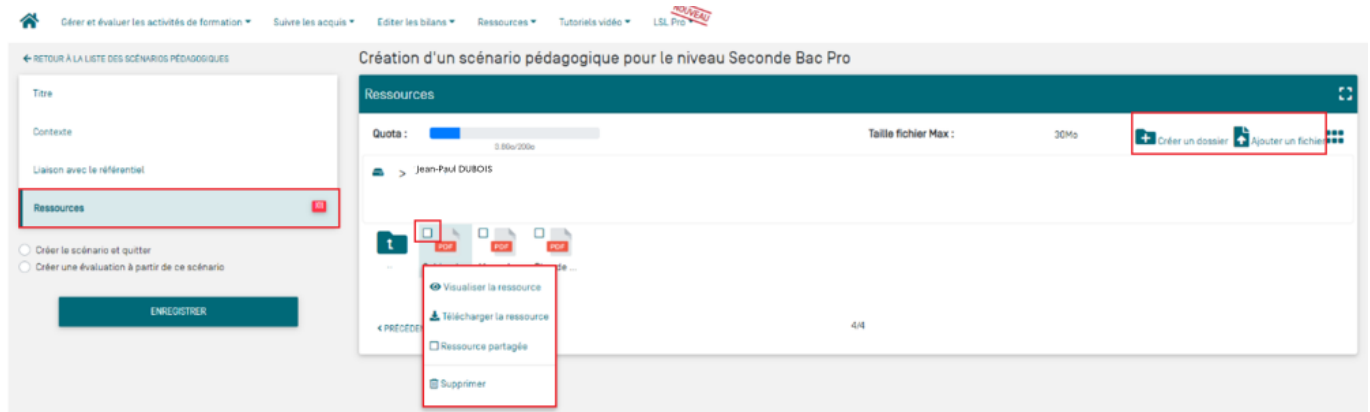 NOUVEAU
Gérer et évaluer les activités de formation Suivre les acquis Editer les bilans Ressources Tutoriels vidéo LSL Pro
RETOUR À LA LISTE DES SCÉNARIOS PÉDAGOGIQUES
Création d'un scénario pédagogique pour le niveau Seconde Bac Pro
Titre
Contexte
Liaison avec le référentiel
Ressources
Créer le scénario et quitter
Créer une évaluation à partir de ce scénario
ENREGISTRER
Ressources
Quota :
Taille fichier Max : 30Mo
Créer un dossier Ajouter un fichier
> Jean-Paul DUBOIS
PDF PDF PDF
..
Visualiser la ressource
Télécharger la ressource
Ressource partagée
Supprimer
4/4